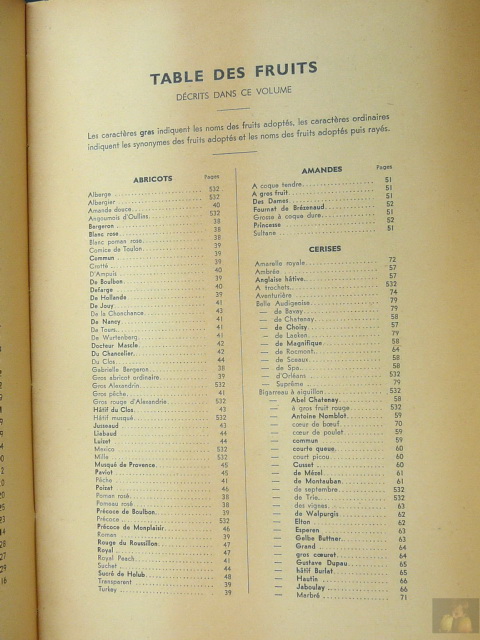 TABLE DES FRUITS
DÉCRITS DANS CE VOLUME
Les caractères gras indiquent les noms des fruits adoptés, les caractères ordinaires
indiquent les synonymes des fruits adoptés et les noms des fruits adoptés puis rayés.
ABRICOTS
Pages
Alberge 532
Albergier 532
Amande douce 40
Angoumois d'Oullins 532
Bergeron 38
Blanc rosé 38
Blanc poman rosé 38
Comice de Toulon 39
Commun 39
Crotté 39
D'Ampuis 40
De Boulbon 39
Defarge 40
De Hollande 39
De Jouy 41
De la Chonchance 43
De Nancy 41
De Tours 41
De Wurtenberg 41
Docteur Mascle 42
Du Chancelier 42
Du Clos 44
Gabrielle Bergeron 38
Gros abricot ordinaire 39
Gros Alexandrin 532
Gros pêche 41
Gros rouge d'Alexandrie 532
Hâtif du Clos 43
Hâtif musqué 532
Jusseaud 43
Liabaud 44
Luizet 44
Mexico 532
Mille 532
Musqué de Provence 45
Paviot 45
Pêche 41
Poizat 46
Poman rosé 38
Pomeau rosé 38
Précoce de Boulbon 39
Précoce 532
Précoce de Monplaisir 46
Roman 39
Rouge du Roussillon 47
Royal 47
Royal Peach 41
Suchet 44
Sucré de Holub 48
Transparent 39
Turkey 39
AMANDES
Pages
A coque tendre 51
A gros fruit 51
Des Dames 51
Fournat de Brézenaud 52
Grosse à coque dure 51
Princesse 52
Sultane 51
CERISES
Amarelle royale 72
Ambrée 57
Anglaise hâtive 57
A trochets 532
Aventurière 74
Belle Audigeoise 79
— de Bavay 79
— de Chatenay 58
— de Choisy 57
— de Laeken 79
— de Magnifique 58
— de Rocmont 64
— de Sceaux 58
— de Spa 58
— d'Orléans 532
— Suprême 79
Bigarreau à aiguillon 532
— Abel Chatenay 58
— à gros fruit rouge 532
— Antoine Nomblot 59
— cœur de bœuf 70
— cœur de poulet 59
— commun 59
— courte queue 60
— court picou 60
— Cusset 60
— de Mézel 61
— de Montauban 61
— de septembre 532
— de Trie 532
— des vignes 63
— de Walpurgis 62
— Elton 62
— Esperen 63
— Gelbe Buttner 63
— Grand 64
— gros cœuret 64
— Gustave Dupau 65
— hâtif Burlat 65
— Hautin 66
— Jaboulay 66
— Marbré 71